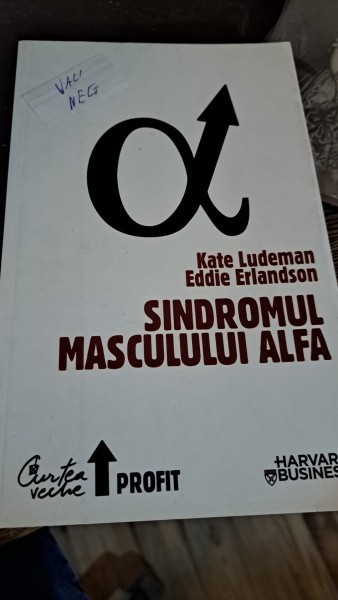 VALI
NEG
α
Kate Ludeman
Eddie Erlandson
SINDROMUL
MASCULULUI ALFA
Curtea
veche
PROFIT
HARVAR
BUSINES